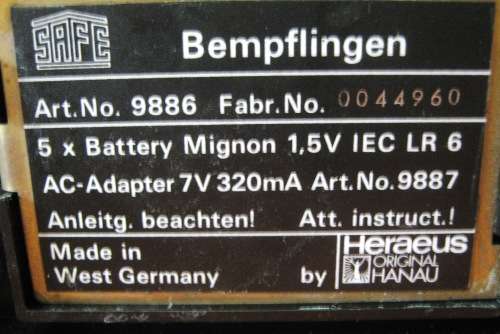 SAFE
Bempflingen
Art.No. 9886 Fabr.No. 0044960
5 x Battery Mignon 1,5V IEC LR 6
AC-Adapter 7V 320mA Art.No.9887
Anleitg. beachten! Att. instruct.!
Made in
West Germany by
Heraeus
ORIGINAL
HANAU